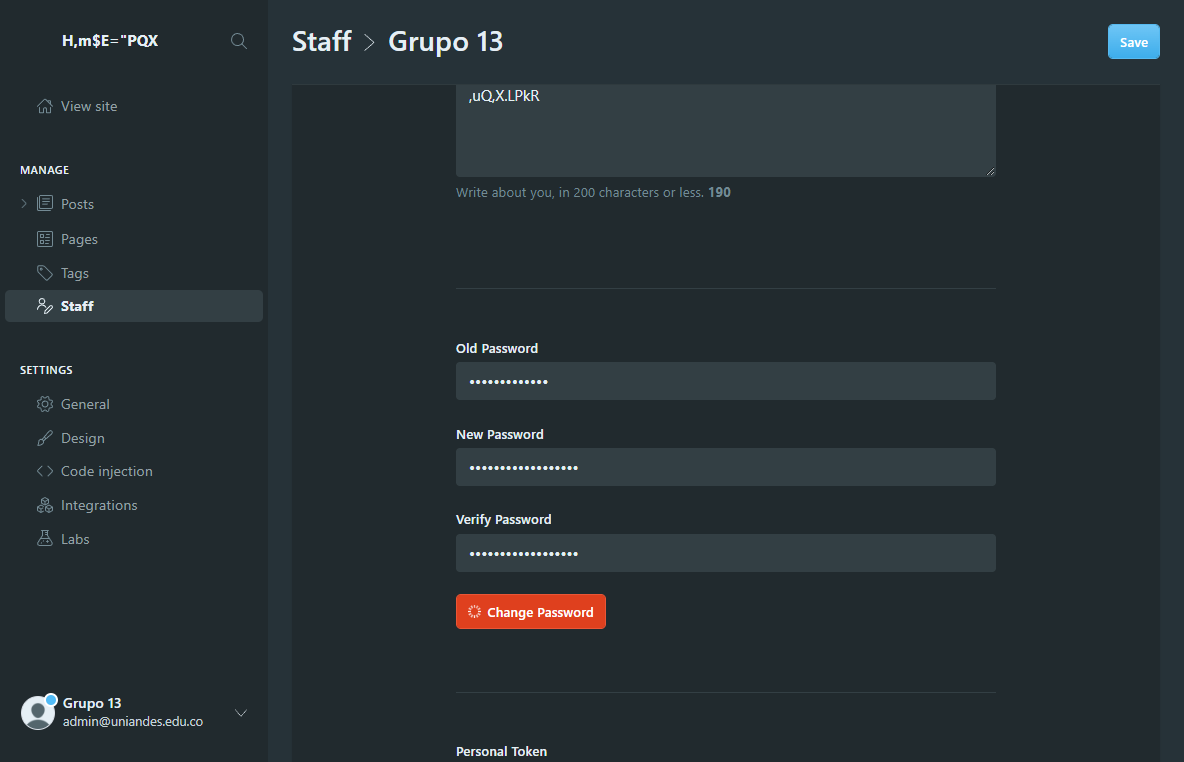 H,m$E="PQX
View site
MANAGE
Posts
Pages
Tags
Staff
SETTINGS
General
Design
Code injection
Integrations
Labs
Grupo 13
admin@uniandes.edu.co
Staff > Grupo 13
Save
,uQ,X.LPkR
Write about you, in 200 characters or less. 190
Old Password
•••••••••••••
New Password
••••••••••••••••••
Verify Password
••••••••••••••••••
Change Password
Personal Token